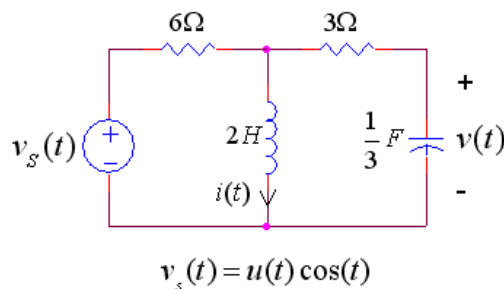 6Ω 3Ω
+
+
v_S(t) 2H 1/3 F v(t)
−
i(t) -
v_s(t) = u(t) cos(t)